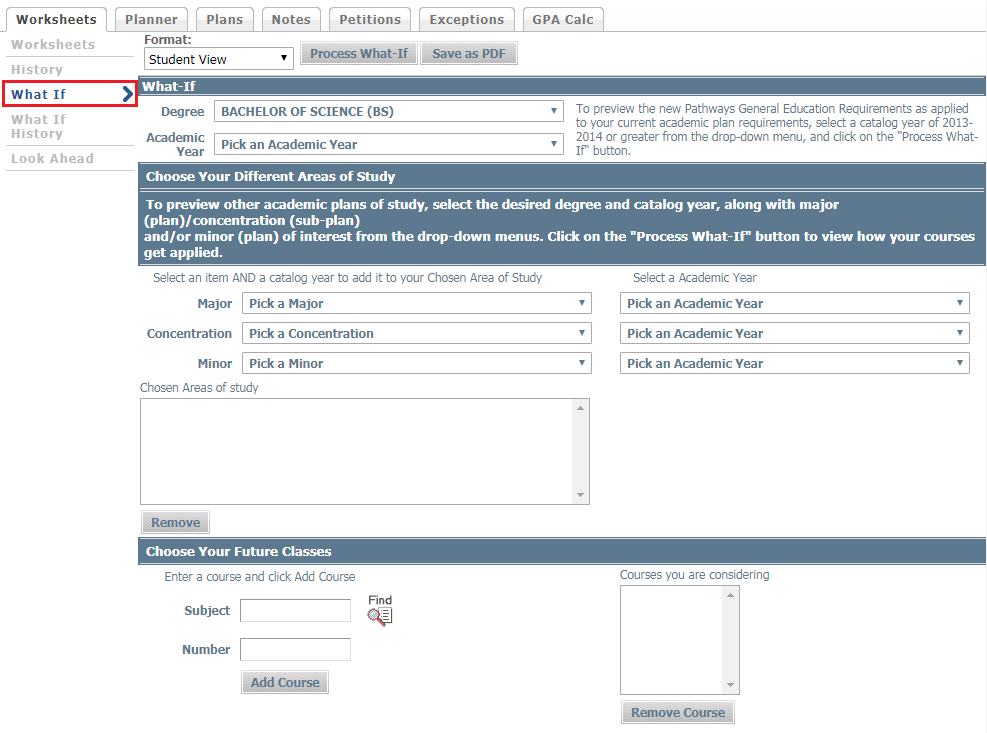 Worksheets Planner Plans Notes Petitions Exceptions GPA Calc
Worksheets
History
What If
What If
History
Look Ahead
Format:
Student View
Process What-If
Save as PDF
What-If
Degree
BACHELOR OF SCIENCE (BS)
Academic
Year
Pick an Academic Year
To preview the new Pathways General Education Requirements as applied
to your current academic plan requirements, select a catalog year of 2013-
2014 or greater from the drop-down menu, and click on the "Process What-
If" button.
Choose Your Different Areas of Study
To preview other academic plans of study, select the desired degree and catalog year, along with major
(plan)/concentration (sub-plan)
and/or minor (plan) of interest from the drop-down menus. Click on the "Process What-If" button to view how your courses
get applied.
Select an item AND a catalog year to add it to your Chosen Area of Study
Select a Academic Year
Major Pick a Major Pick an Academic Year
Concentration Pick a Concentration Pick an Academic Year
Minor Pick a Minor Pick an Academic Year
Chosen Areas of study
Remove
Choose Your Future Classes
Enter a course and click Add Course
Courses you are considering
Subject
Find
Number
Add Course
Remove Course